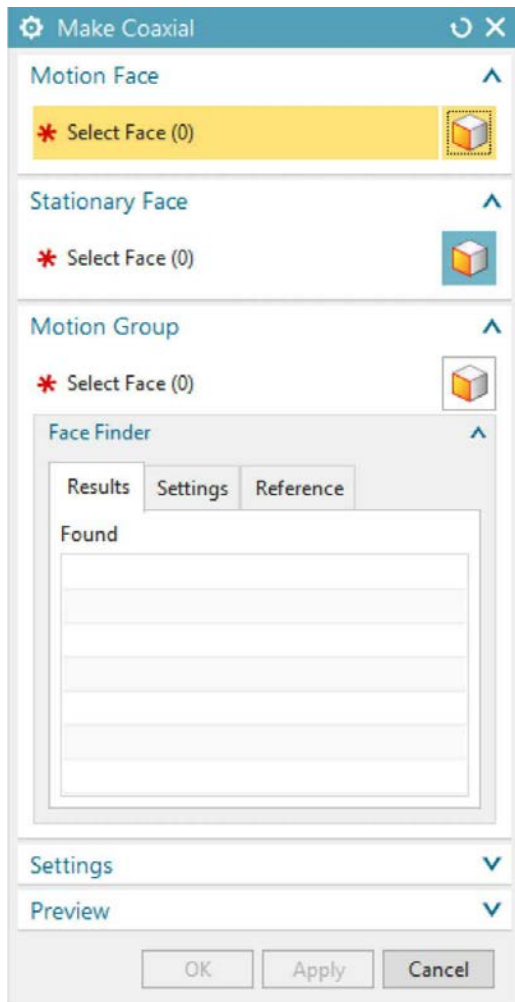 Make Coaxial
Motion Face
* Select Face (0)
Stationary Face
* Select Face (0)
Motion Group
* Select Face (0)
Face Finder
Results Settings Reference
Found
Settings
Preview
OK Apply Cancel